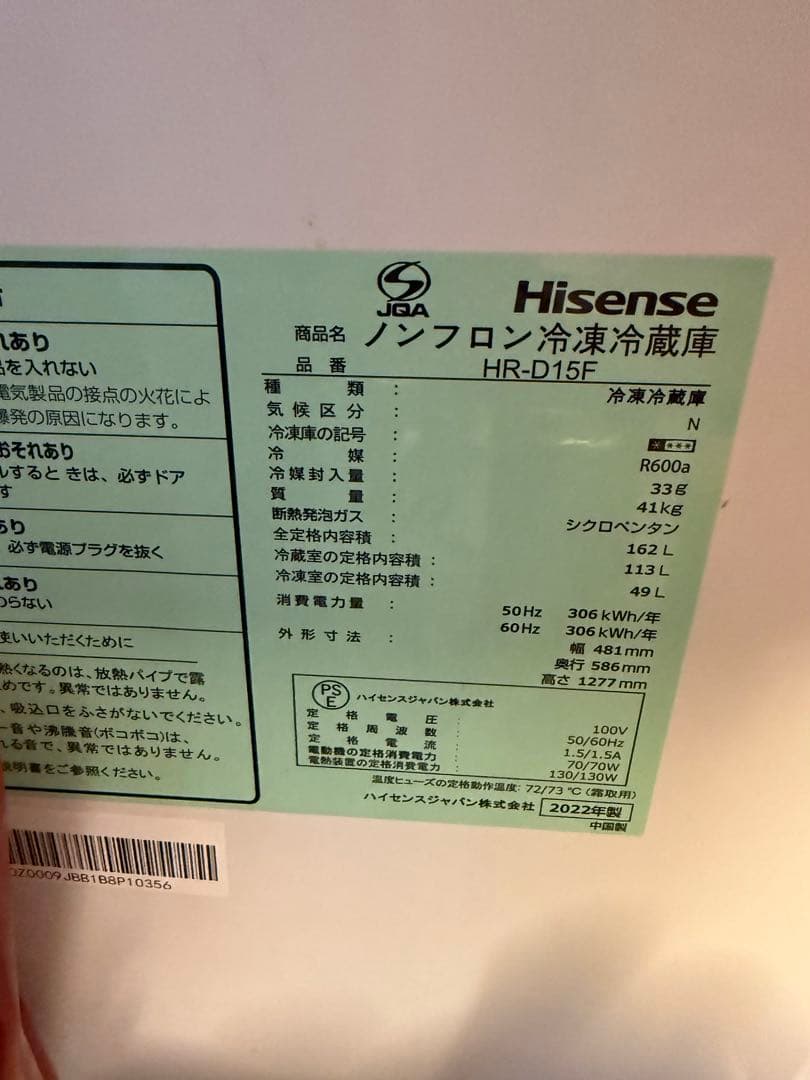 れあり
品を入れない
電気製品の接点の火花によ
爆発の原因になります。
おそれあり
ルするときは、必ずドア
す
あり
必ず電源プラグを抜く
れあり
わらない
使いいただくために
熱くなるのは、放熱パイプで露
めです。異常ではありません。
、吸込口をふさがないでください。
ー音や沸騰音(ボコボコ)は、
れる音で、異常ではありません。
説明書をご参照ください。
JQA
Hisense
商品名 ノンフロン冷凍冷蔵庫
品番 HR-D15F
種類 : 冷凍冷蔵庫
気候区分 : N
冷凍庫の記号 : * ***
冷媒 : R600a
冷媒封入量 : 33g
質量 : 41kg
断熱発泡ガス : シクロペンタン
全定格内容積 : 162 L
冷蔵室の定格内容積 : 113 L
冷凍室の定格内容積 : 49 L
消費電力量 : 50Hz 306 kWh/年
60Hz 306 kWh/年
外形寸法 : 幅 481mm
奥行 586mm
高さ 1277mm
PSE ハイセンスジャパン株式会社
定格電圧 : 100V
定格周波数 : 50/60Hz
定格電流 : 1.5/1.5A
電動機の定格消費電力 : 70/70W
電熱装置の定格消費電力 : 130/130W
温度ヒューズの定格動作温度: 72/73 ℃ (霜取用)
ハイセンスジャパン株式会社 2022年製
中国製
Z0009JBB1B8P10356